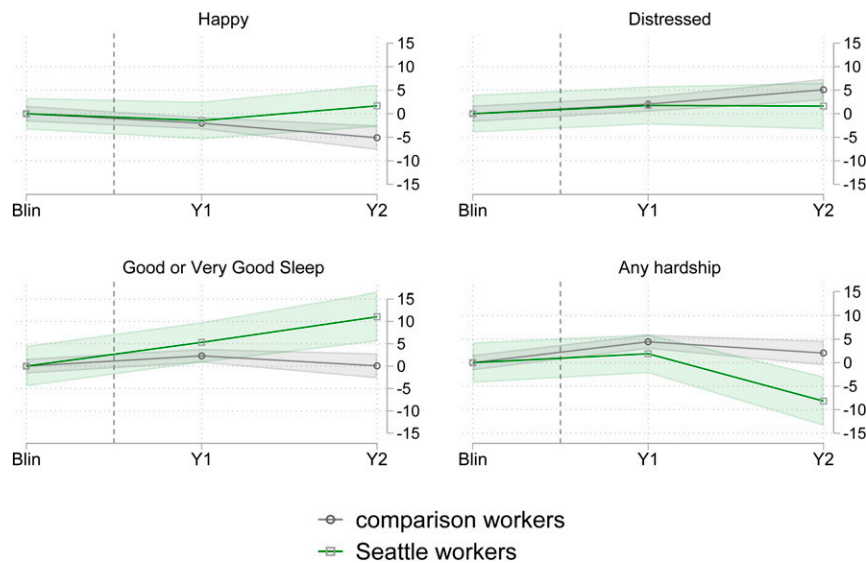 Happy
15
10
5
0
-5
-10
-15
Blin Y1 Y2
Distressed
15
10
5
0
-5
-10
-15
Blin Y1 Y2
Good or Very Good Sleep
15
10
5
0
-5
-10
-15
Blin Y1 Y2
Any hardship
15
10
5
0
-5
-10
-15
Blin Y1 Y2
comparison workers
Seattle workers